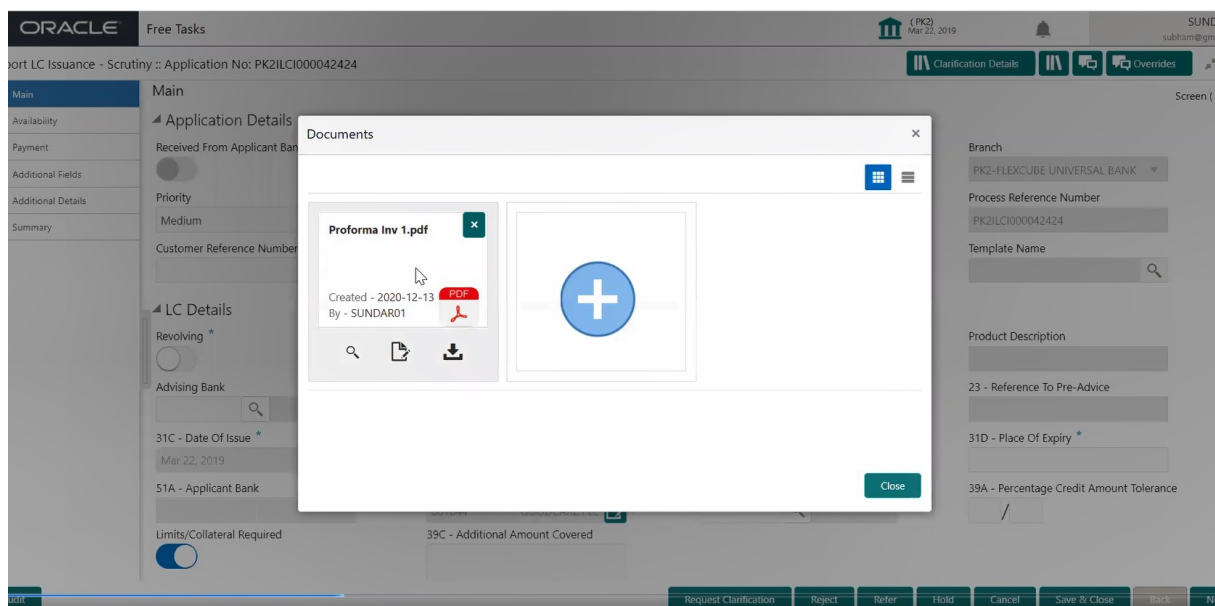 ORACLE Free Tasks ( PK2) SUND
Mar 22, 2019 subham@gm
port LC Issuance - Scrutiny :: Application No: PK2ILCI000042424 Clarification Details Overrides
Main Main Screen (
Availability Application Details
Payment Received From Applicant Ban Branch
Additional Fields PK2-FLEXCUBE UNIVERSAL BANK
Additional Details Priority Process Reference Number
Summary Medium PK2ILCI000042424
Customer Reference Number Template Name
LC Details
Revolving * Product Description
Advising Bank 23 - Reference To Pre-Advice
31C - Date Of Issue * 31D - Place Of Expiry *
Mar 22, 2019
51A - Applicant Bank 39A - Percentage Credit Amount Tolerance
/
Limits/Collateral Required 39C - Additional Amount Covered
Documents
Proforma Inv 1.pdf
Created - 2020-12-13 PDF
By - SUNDAR01
Close
udit Request Clarification Reject Refer Hold Cancel Save & Close Back N